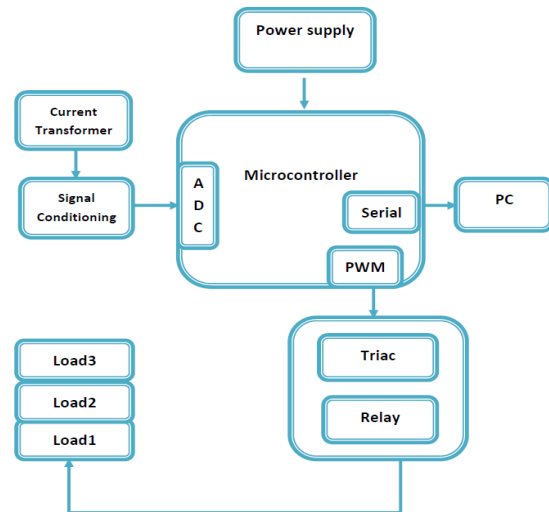 Power supply
Current
Transformer
Signal
Conditioning
A
D
C
Microcontroller
Serial
PC
PWM
Triac
Relay
Load3
Load2
Load1